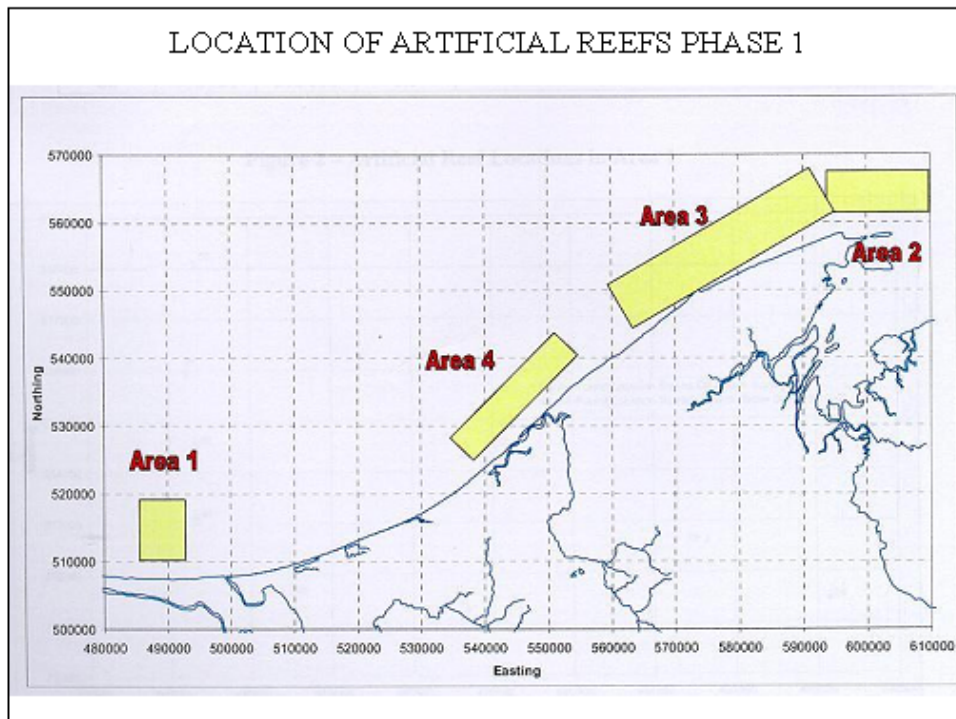 LOCATION OF ARTIFICIAL REEFS PHASE 1
570000
560000
550000
540000
530000
520000
510000
500000
Northing
Area 3
Area 2
Area 4
Area 1
480000 490000 500000 510000 520000 530000 540000 550000 560000 570000 580000 590000 600000 610000
Easting